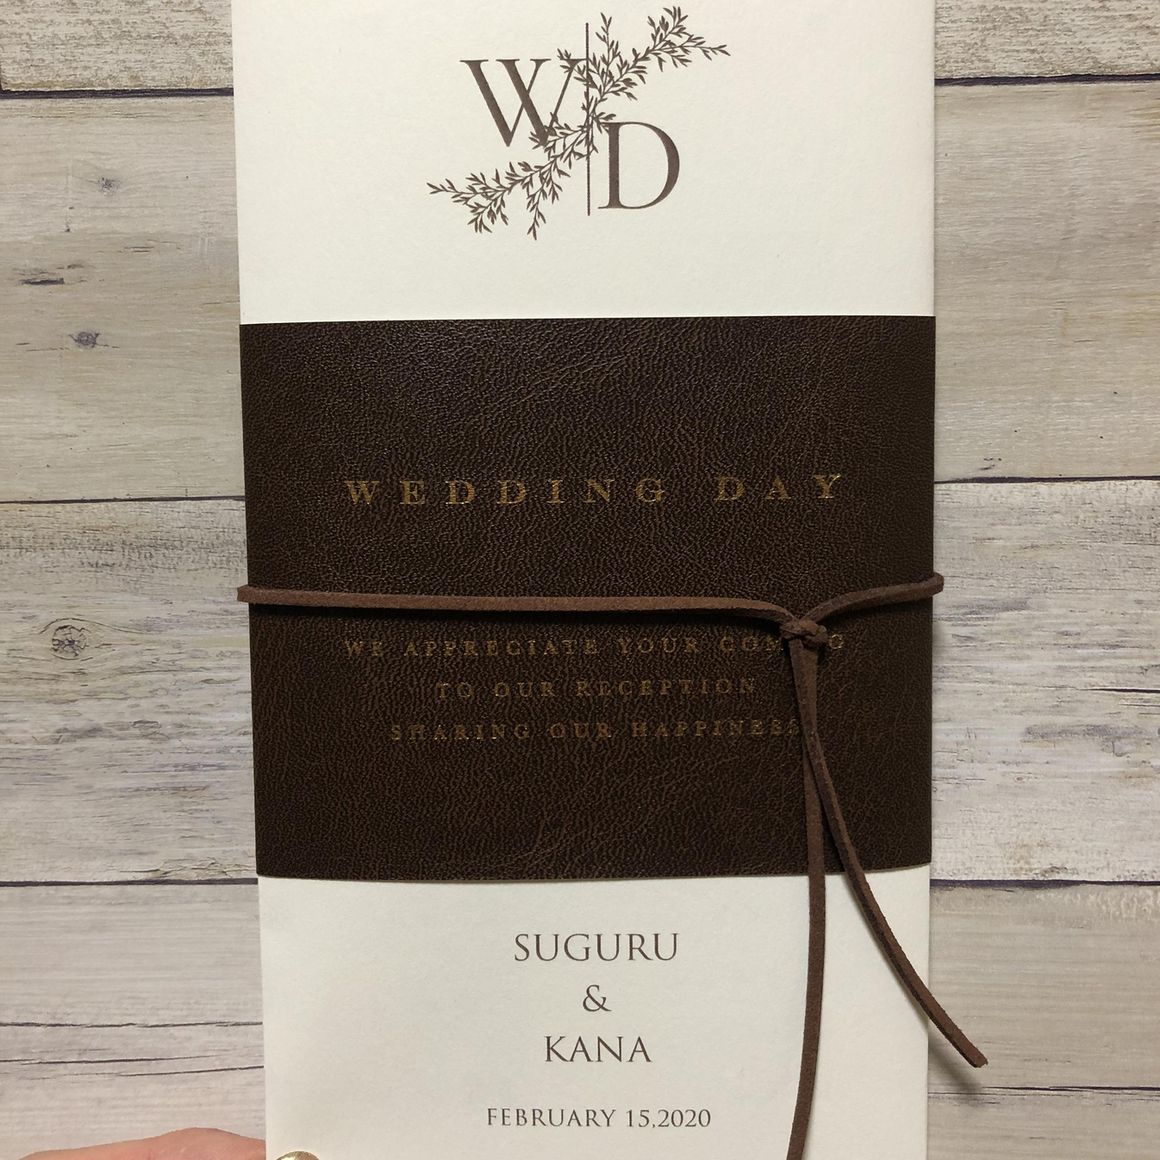 W D
WEDDING DAY
WE APPRECIATE YOUR COMING
TO OUR RECEPTION
SHARING OUR HAPPINESS
SUGURU
&
KANA
FEBRUARY 15,2020